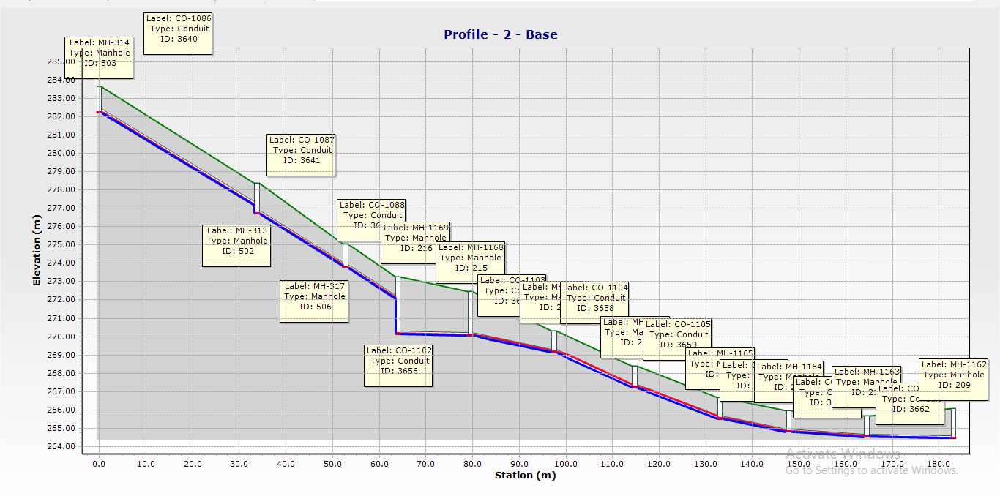 Profile - 2 - Base
Label: CO-1086
Type: Conduit
ID: 3640
Label: MH-314
Type: Manhole
ID: 503
Label: CO-1087
Type: Conduit
ID: 3641
Label: MH-313
Type: Manhole
ID: 502
Label: CO-1088
Type: Conduit
Label: MH-1169
Type: Manhole
ID: 216
Label: MH-1168
Type: Manhole
ID: 215
Label: MH-317
Type: Manhole
ID: 506
Label: CO-1103
Label: CO-1104
Type: Conduit
ID: 3658
Label: CO-1105
Type: Conduit
ID: 3659
Label: CO-1102
Type: Conduit
ID: 3656
Label: MH-1165
Label: MH-1164
Label: MH-1163
Type: Manhole
ID: 3662
Label: MH-1162
Type: Manhole
ID: 209
Elevation (m)
285.00
284.00
283.00
282.00
281.00
280.00
279.00
278.00
277.00
276.00
275.00
274.00
273.00
272.00
271.00
270.00
269.00
268.00
267.00
266.00
265.00
264.00
0.0 10.0 20.0 30.0 40.0 50.0 60.0 70.0 80.0 90.0 100.0 110.0 120.0 130.0 140.0 150.0 160.0 170.0 180.0
Station (m)
Activate Windows
Go to Settings to activate Windows.